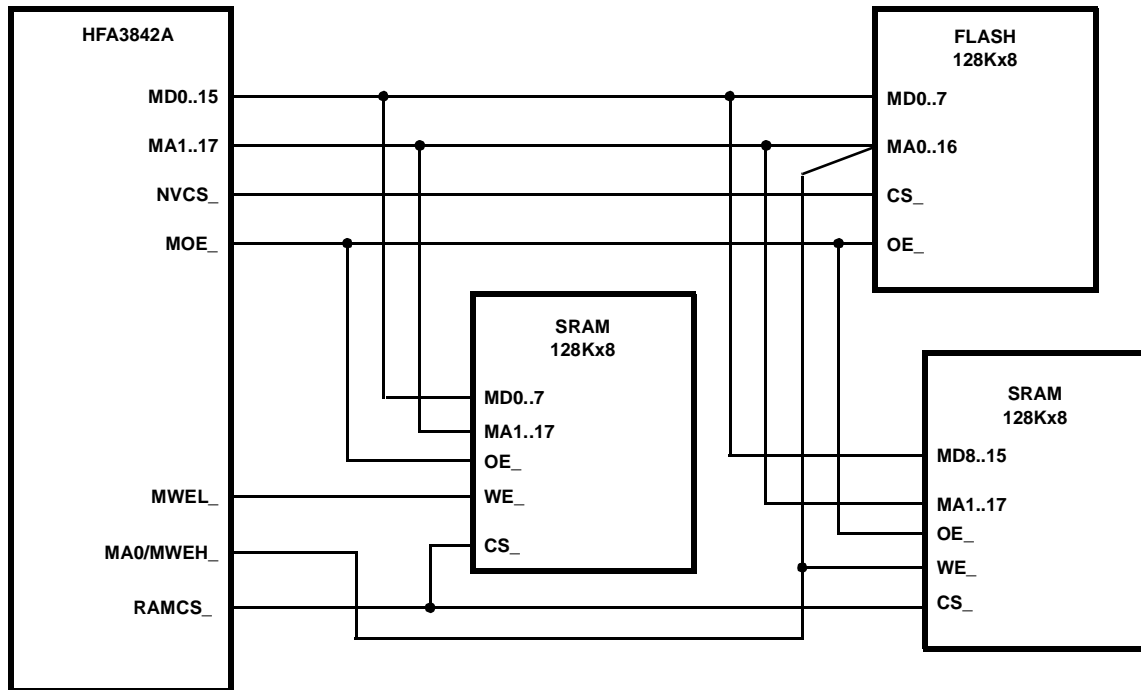 HFA3842A
MD0..15
MA1..17
NVCS_
MOE_
MWEL_
MA0/MWEH_
RAMCS_
FLASH
128Kx8
MD0..7
MA0..16
CS_
OE_
SRAM
128Kx8
MD0..7
MA1..17
OE_
WE_
CS_
SRAM
128Kx8
MD8..15
MA1..17
OE_
WE_
CS_